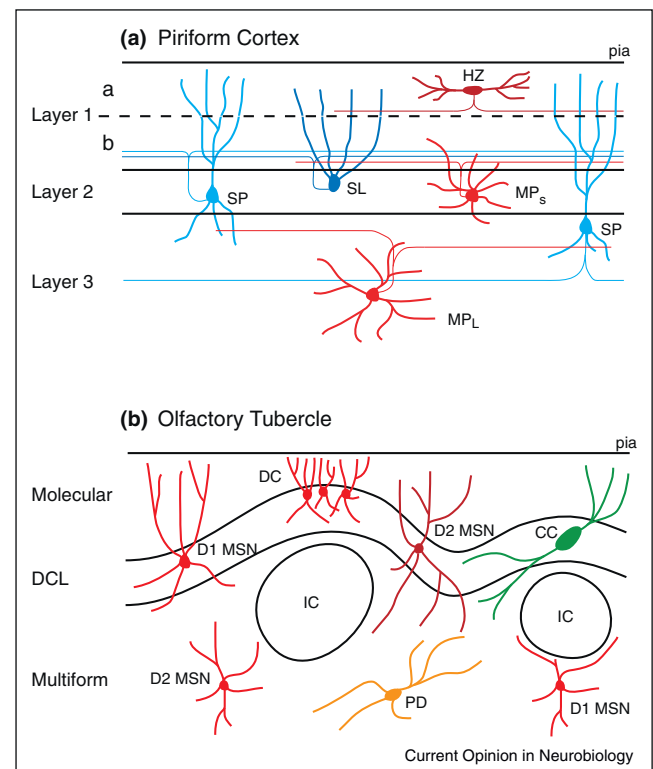 (a) Piriform Cortex
pia
HZ
a
Layer 1
b
SL
Layer 2
SP
MPs
SP
Layer 3
MPL
(b) Olfactory Tubercle
pia
DC
Molecular
D2 MSN
CC
D1 MSN
DCL
IC
IC
D2 MSN
Multiform
PD
D1 MSN
Current Opinion in Neurobiology